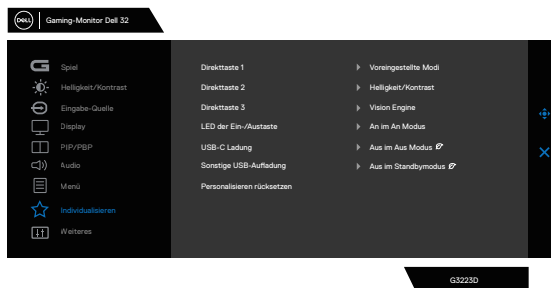 DELL Gaming-Monitor Dell 32
Spiel
Helligkeit/Kontrast
Eingabe-Quelle
Display
PIP/PBP
Audio
Menü
Individualisieren
Weiteres
Direkttaste 1 Voreingestellte Modi
Direkttaste 2 Helligkeit/Kontrast
Direkttaste 3 Vision Engine
LED der Ein-/Austaste An im An Modus
USB-C Ladung Aus im Aus Modus
Sonstige USB-Aufladung Aus im Standbymodus
Personalisieren rücksetzen
G3223D